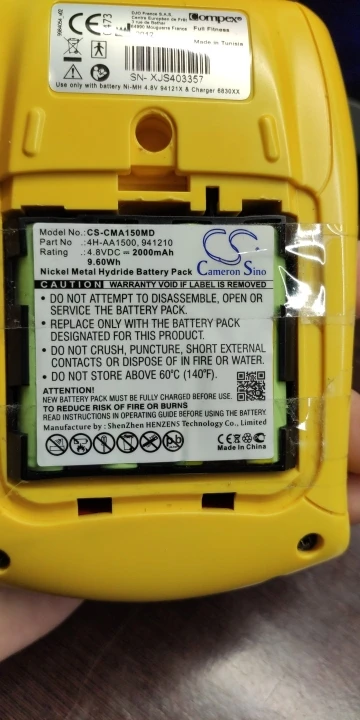 DJO France S.A.S.
Centre Européen de Fret
3 rue de Bethar
64990 Mouguerre France
compex
Full Fitness
Made in Tunisia
2017
CE
0473
SN- XJS403357
Use only with battery Ni-MH 4.8V 94121X & Charger 6830XX
Model No.: CS-CMA150MD
Part No. : 4H-AA1500, 941210
Rating : 4.8VDC 2000mAh
9.60Wh
Nickel Metal Hydride Battery Pack
CS
Cameron Sino
CAUTION WARRANTY VOID IF LABEL IS REMOVED
• DO NOT ATTEMPT TO DISASSEMBLE, OPEN OR
SERVICE THE BATTERY PACK.
• REPLACE ONLY WITH THE BATTERY PACK
DESIGNATED FOR THIS PRODUCT.
• DO NOT CRUSH, PUNCTURE, SHORT EXTERNAL
CONTACTS OR DISPOSE OF IN FIRE OR WATER.
• DO NOT STORE ABOVE 60°C (140°F).
ATTENTION!
NEW BATTERY PACK MUST BE FULLY CHARGED BEFORE USE.
TO REDUCE RISK OF FIRE OR BURNS
READ INSTRUCTIONS IN OPERATING GUIDE BEFORE USING THE BATTERY.
Manufacture by : ShenZhen HENZENS Technology Co., Limited
CE
Made In China